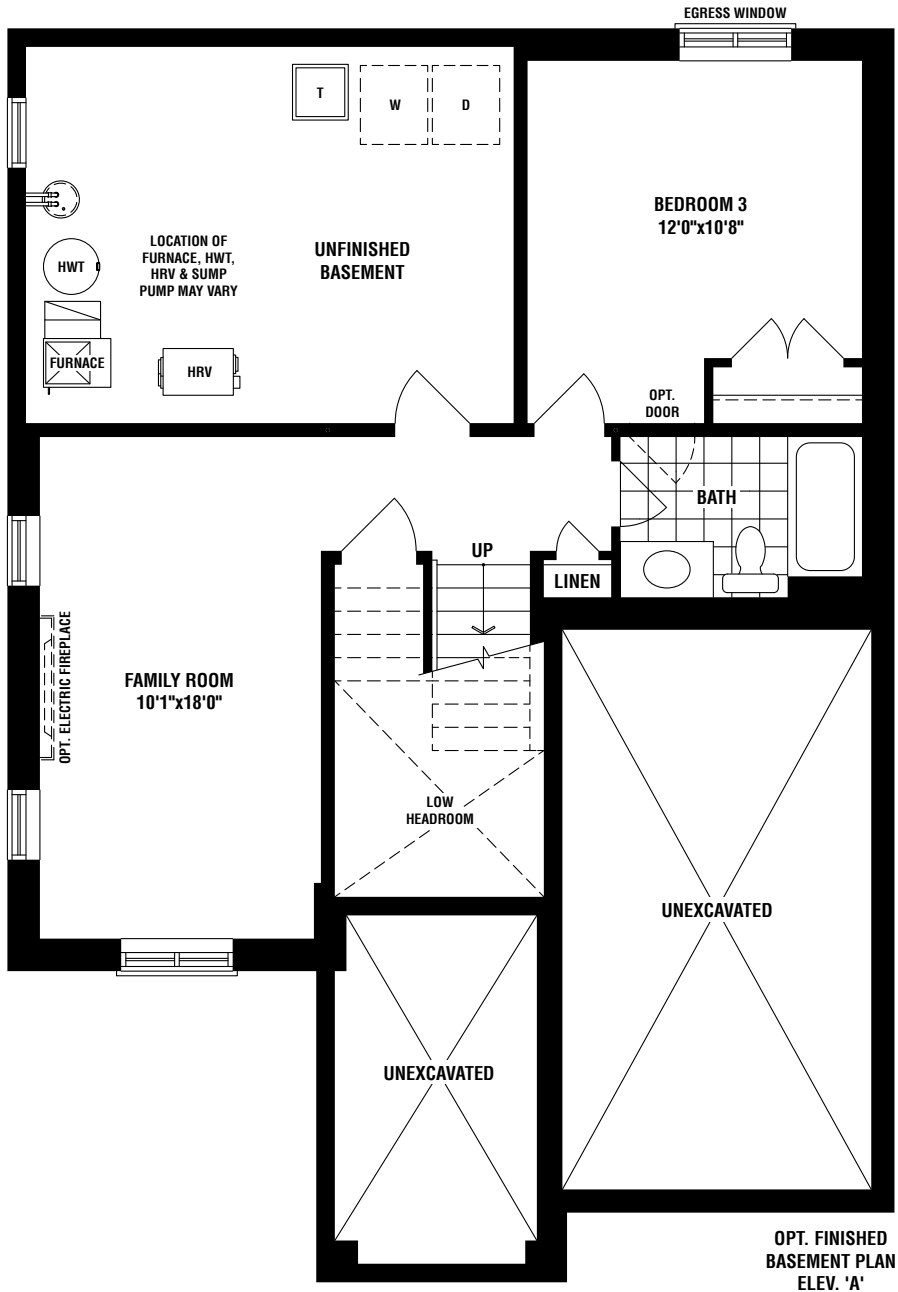 EGRESS WINDOW
T
W
D
BEDROOM 3
12'0"x10'8"
LOCATION OF
FURNACE, HWT,
HRV & SUMP
PUMP MAY VARY
UNFINISHED
BASEMENT
HWT
FURNACE
HRV
OPT.
DOOR
BATH
UP
LINEN
OPT. ELECTRIC FIREPLACE
FAMILY ROOM
10'1"x18'0"
LOW
HEADROOM
UNEXCAVATED
UNEXCAVATED
OPT. FINISHED
BASEMENT PLAN
ELEV. 'A'